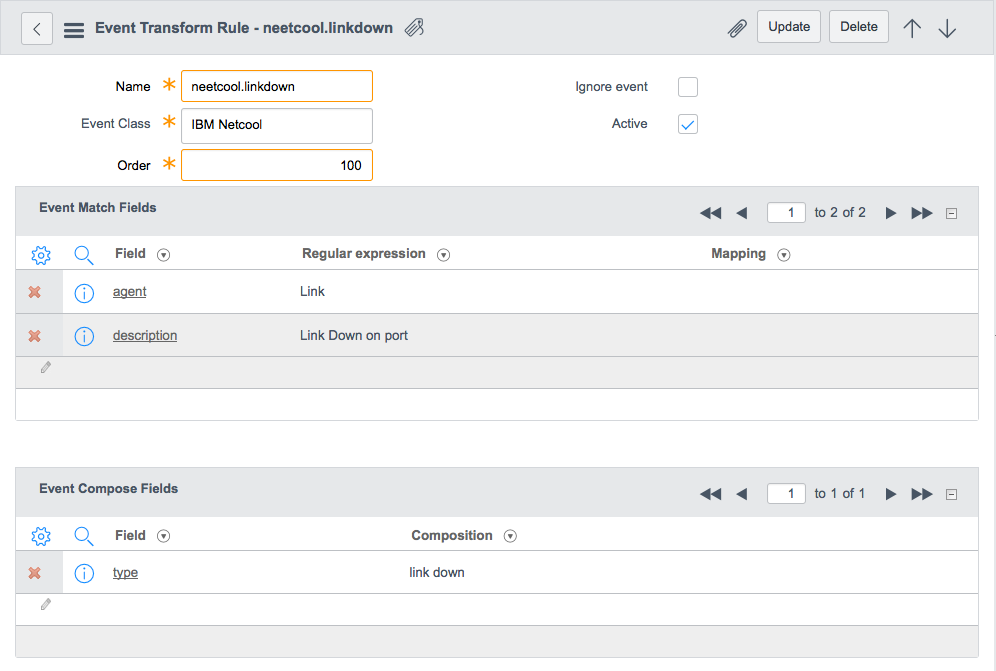 Event Transform Rule - neetcool.linkdown
Update
Delete
Name
neetcool.linkdown
Ignore event
Event Class
IBM Netcool
Active
Order
100
Event Match Fields
1 to 2 of 2
Field
Regular expression
Mapping
agent
Link
description
Link Down on port
Event Compose Fields
1 to 1 of 1
Field
Composition
type
link down